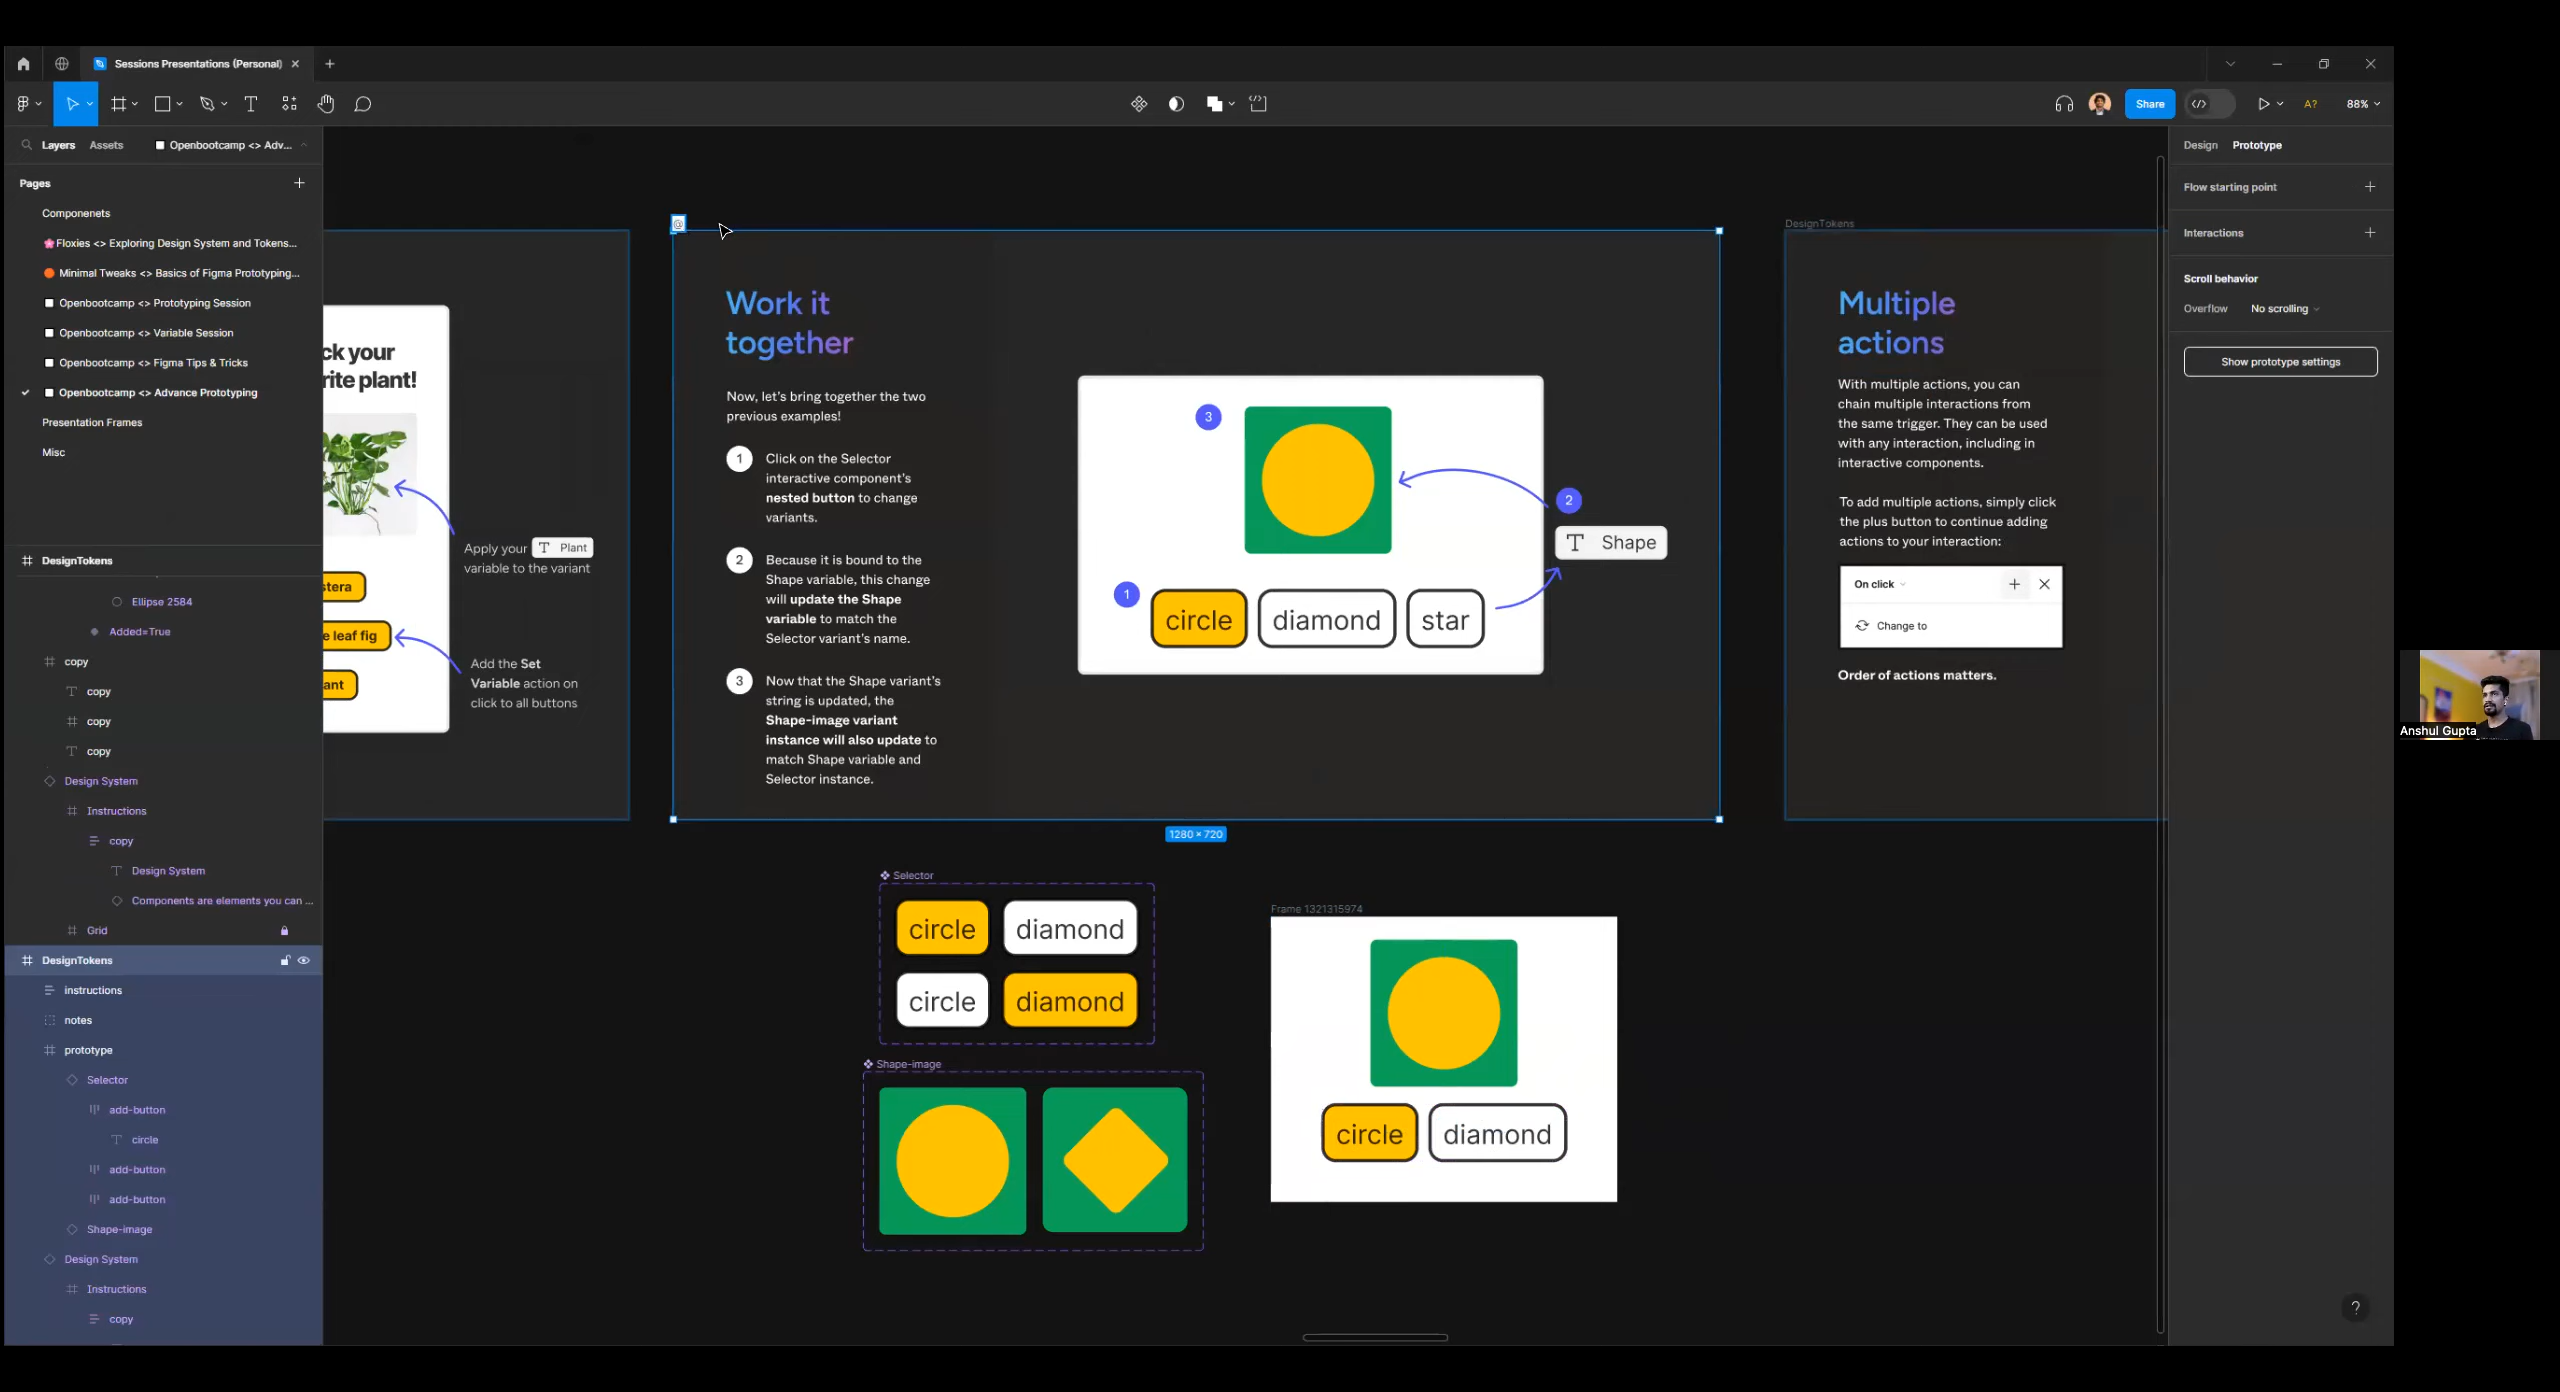 Sessions Presentations (Personal)
Share
A?
88%
Layers
Assets
Openbootcamp <> Adv...
Pages
Componenets
Floxies <> Exploring Design System and Tokens...
Minimal Tweaks <> Basics of Figma Prototyping...
Openbootcamp <> Prototyping Session
Openbootcamp <> Variable Session
Openbootcamp <> Figma Tips & Tricks
Openbootcamp <> Advance Prototyping
Presentation Frames
Misc
DesignTokens
Ellipse 2584
Added=True
copy
copy
copy
copy
Design System
Instructions
copy
Design System
Components are elements you can ...
Grid
DesignTokens
instructions
notes
prototype
Selector
add-button
circle
add-button
add-button
Shape-image
Design System
Instructions
copy
ck your
rite plant!
stera
e leaf fig
ant
Apply your
T Plant
variable to the variant
Add the Set
Variable action on
click to all buttons
@
Work it
together
Now, let's bring together the two
previous examples!
1
Click on the Selector
interactive component's
nested button to change
variants.
2
Because it is bound to the
Shape variable, this change
will update the Shape
variable to match the
Selector variant's name.
3
Now that the Shape variant's
string is updated, the
Shape-image variant
instance will also update to
match Shape variable and
Selector instance.
3
2
T Shape
1
circle
diamond
star
1280 × 720
Selector
circle
diamond
circle
diamond
Shape-image
Frame 1321315974
circle
diamond
DesignTokens
Multiple
actions
With multiple actions, you can
chain multiple interactions from
the same trigger. They can be used
with any interaction, including in
interactive components.
To add multiple actions, simply click
the plus button to continue adding
actions to your interaction:
On click
Change to
Order of actions matters.
Design
Prototype
Flow starting point
Interactions
Scroll behavior
Overflow
No scrolling
Show prototype settings
?
Anshul Gupta